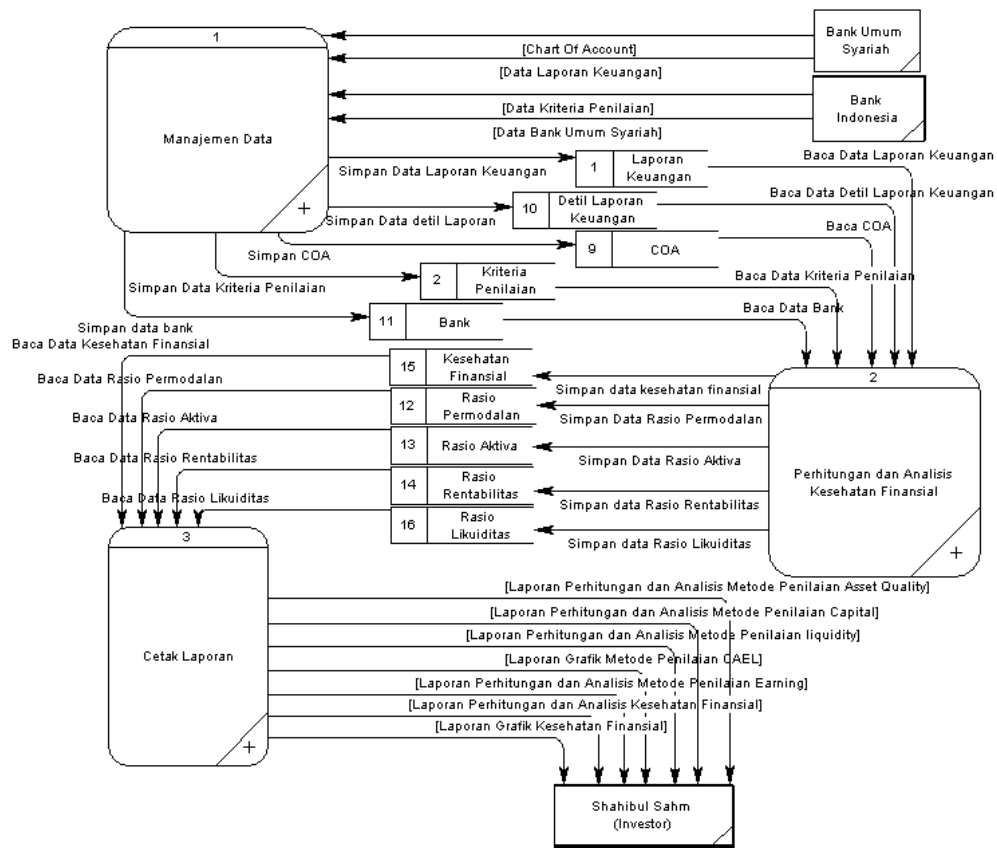 1
Manajemen Data
Bank Umum
Syariah
[Chart Of Account]
[Data Laporan Keuangan]
Bank
Indonesia
[Data Kriteria Penilaian]
[Data Bank Umum Syariah]
Simpan Data Laporan Keuangan
1
Laporan
Keuangan
Baca Data Laporan Keuangan
Simpan Data detil Laporan
10
Detil Laporan
Keuangan
Baca Data Detil Laporan Keuangan
Simpan COA
9
COA
Baca COA
Simpan Data Kriteria Penilaian
2
Kriteria
Penilaian
Baca Data Kriteria Penilaian
Simpan data bank
11
Bank
Baca Data Bank
Baca Data Kesehatan Finansial
15
Kesehatan
Finansial
Simpan data kesehatan finansial
Baca Data Rasio Permodalan
12
Rasio
Permodalan
Simpan Data Rasio Permodalan
Baca Data Rasio Aktiva
13
Rasio Aktiva
Simpan Data Rasio Aktiva
Baca Data Rasio Rentabilitas
14
Rasio
Rentabilitas
Simpan data Rasio Rentabilitas
Baca Data Rasio Likuiditas
16
Rasio
Likuiditas
Simpan data Rasio Likuiditas
2
Perhitungan dan Analisis
Kesehatan Finansial
3
Cetak Laporan
[Laporan Perhitungan dan Analisis Metode Penilaian Asset Quality]
[Laporan Perhitungan dan Analisis Metode Penilaian Capital]
[Laporan Perhitungan dan Analisis Metode Penilaian liquidity]
[Laporan Grafik Metode Penilaian CAEL]
[Laporan Perhitungan dan Analisis Metode Penilaian Earning]
[Laporan Perhitungan dan Analisis Kesehatan Finansial]
[Laporan Grafik Kesehatan Finansial]
Shahibul Sahm
(Investor)